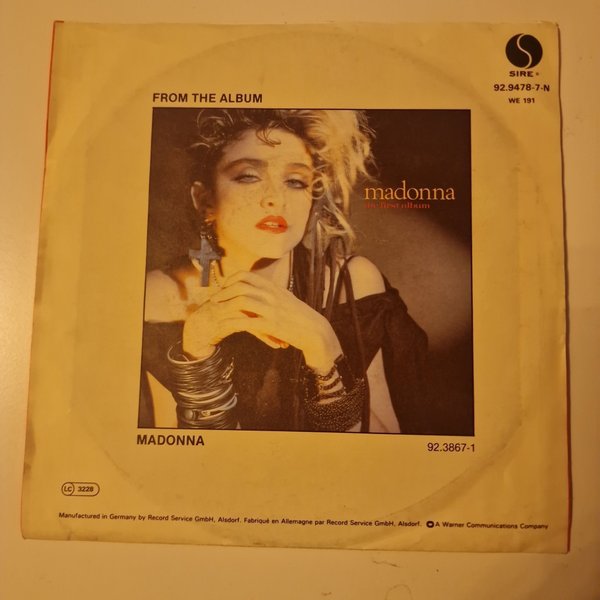 SIRE®
92.9478-7-N
WE 191
FROM THE ALBUM
madonna
the first album
MADONNA
92.3867-1
LC 3228
Manufactured in Germany by Record Service GmbH, Alsdorf. Fabriqué en Allemagne par Record Service GmbH, Alsdorf. A Warner Communications Company